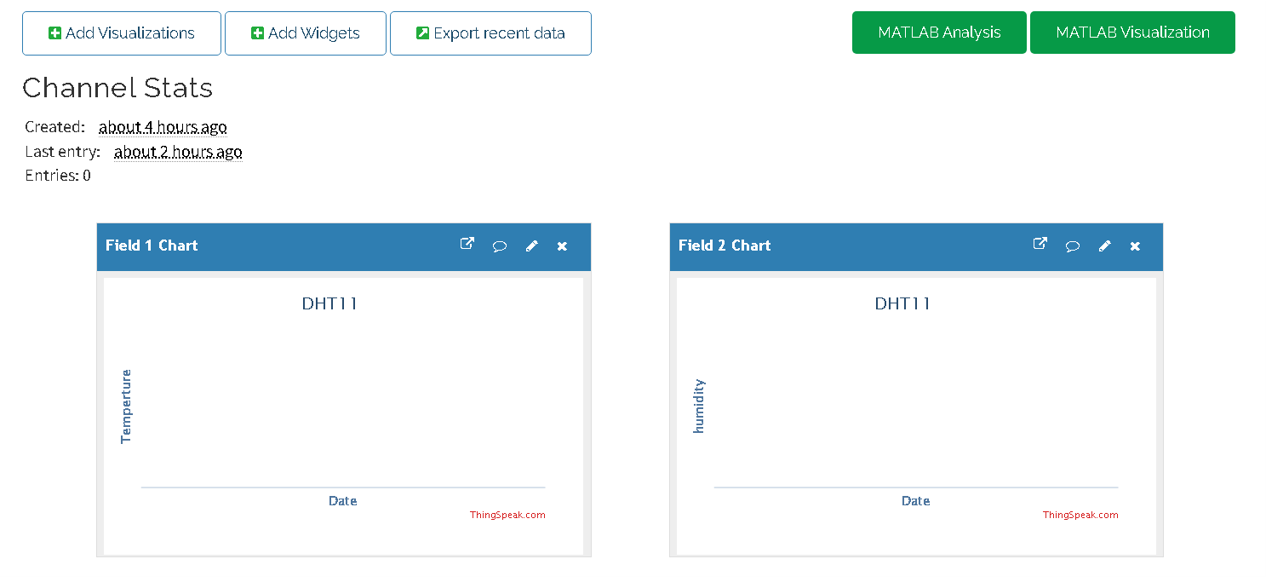 Add Visualizations Add Widgets Export recent data MATLAB Analysis MATLAB Visualization
Channel Stats
Created: about 4 hours ago
Last entry: about 2 hours ago
Entries: 0
Field 1 Chart
DHT11
Temperture
Date
ThingSpeak.com
Field 2 Chart
DHT11
humidity
Date
ThingSpeak.com